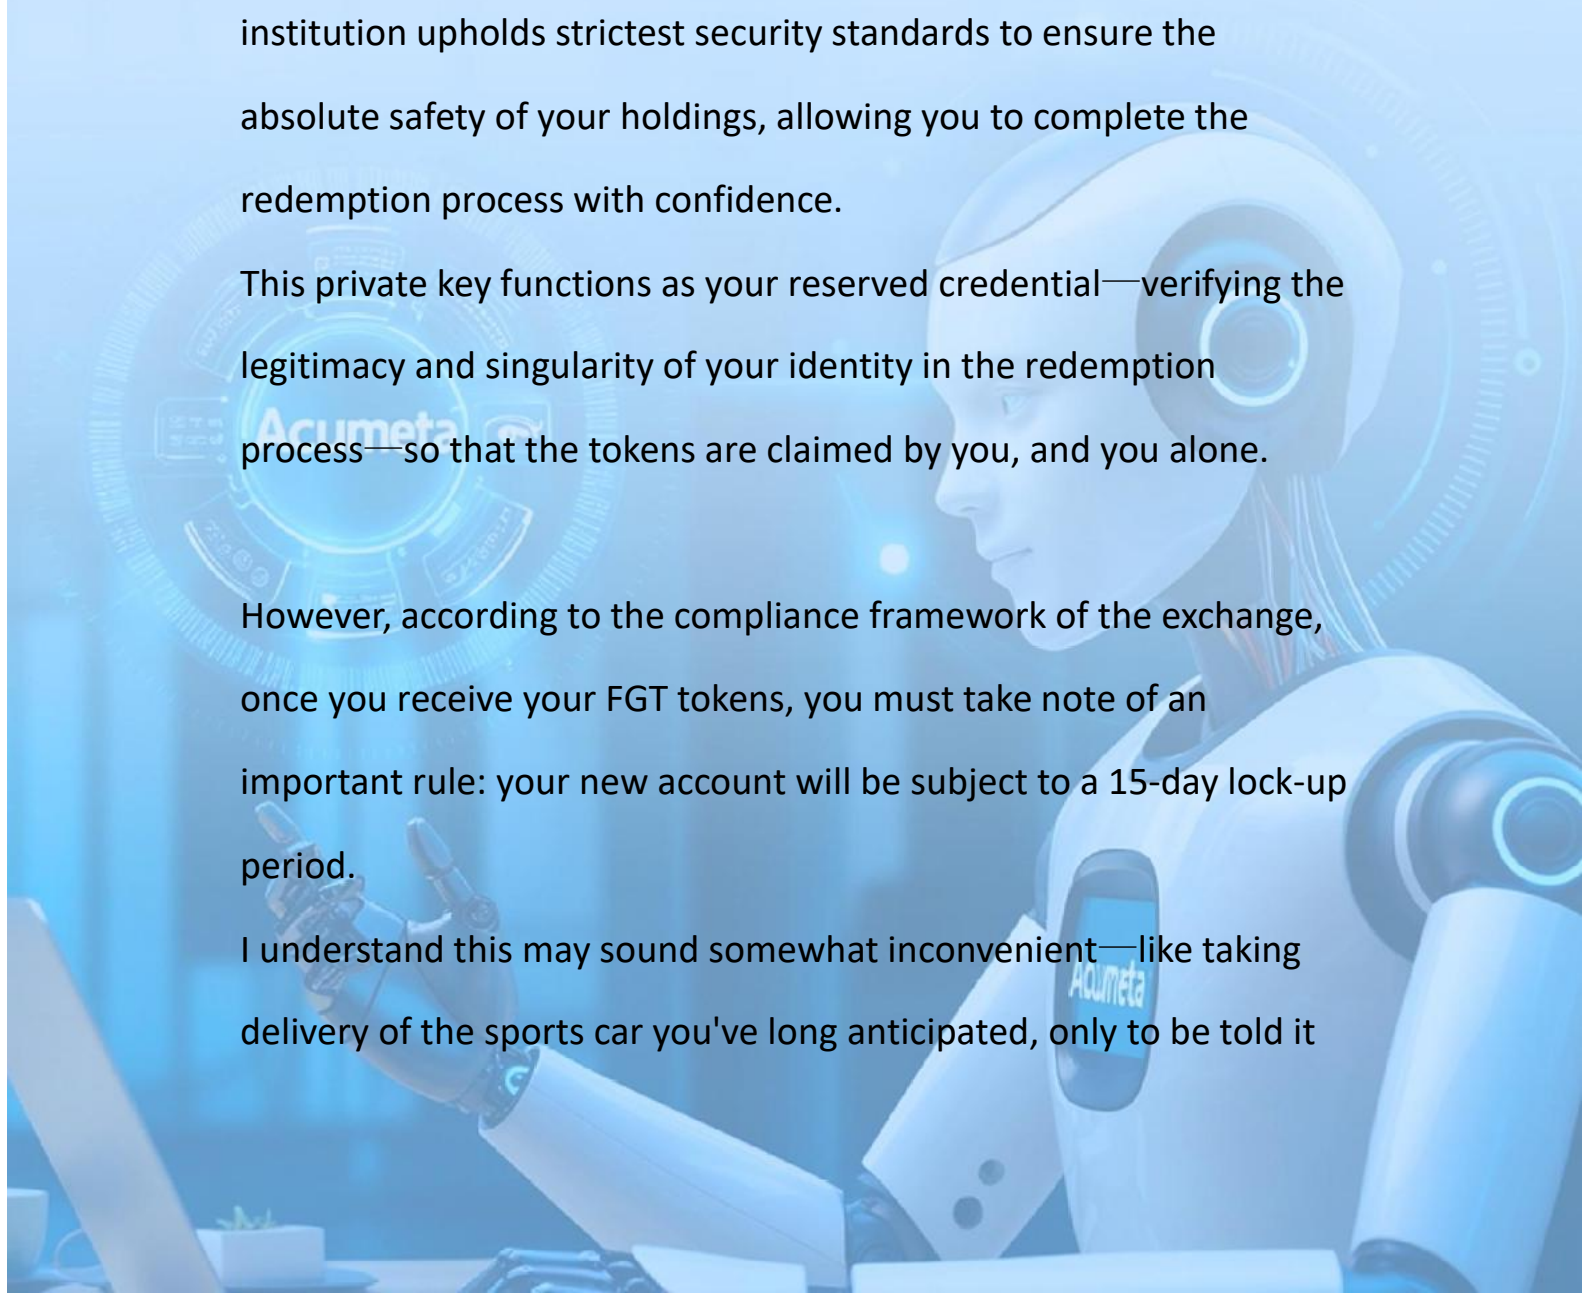 institution upholds strictest security standards to ensure the
absolute safety of your holdings, allowing you to complete the
redemption process with confidence.
This private key functions as your reserved credential—verifying the
legitimacy and singularity of your identity in the redemption
Acumeta
process—so that the tokens are claimed by you, and you alone.
However, according to the compliance framework of the exchange,
once you receive your FGT tokens, you must take note of an
important rule: your new account will be subject to a 15-day lock-up
period.
I understand this may sound somewhat inconvenient—like taking
Acumeta
delivery of the sports car you've long anticipated, only to be told it